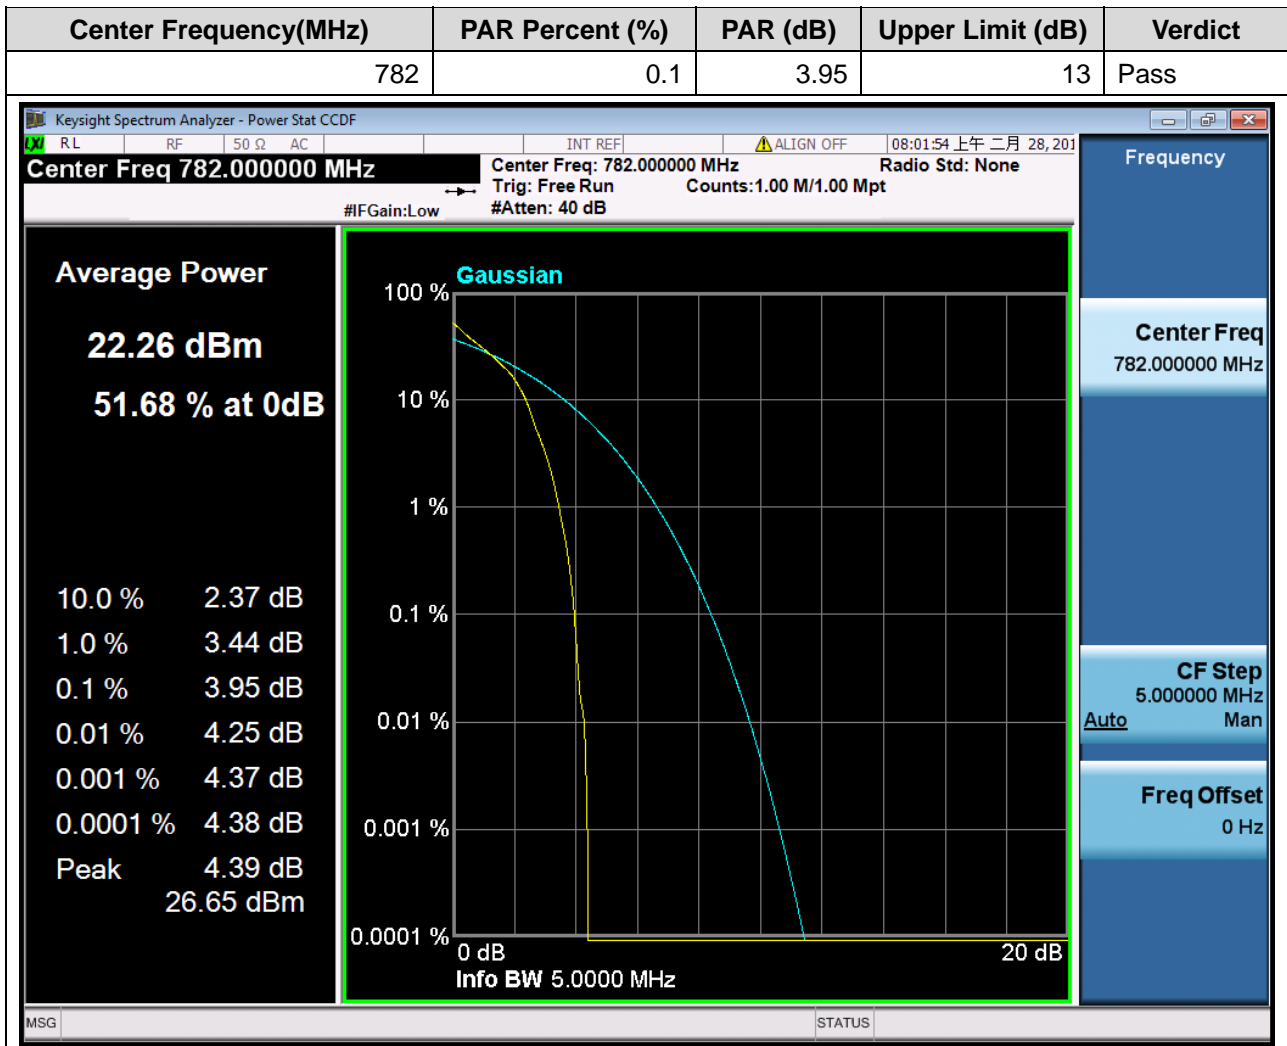 Center Frequency(MHz) PAR Percent (%) PAR (dB) Upper Limit (dB) Verdict
782 0.1 3.95 13 Pass
Keysight Spectrum Analyzer - Power Stat CCDF
LXI RL RF 50 Ω AC INT REF ALIGN OFF 08:01:54 上午 二月 28, 201
Center Freq 782.000000 MHz
Center Freq: 782.000000 MHz Radio Std: None
Trig: Free Run Counts:1.00 M/1.00 Mpt
#IFGain:Low #Atten: 40 dB
Average Power
22.26 dBm
51.68 % at 0dB
10.0 % 2.37 dB
1.0 % 3.44 dB
0.1 % 3.95 dB
0.01 % 4.25 dB
0.001 % 4.37 dB
0.0001 % 4.38 dB
Peak 4.39 dB
26.65 dBm
Gaussian
100 %
10 %
1 %
0.1 %
0.01 %
0.001 %
0.0001 %
0 dB 20 dB
Info BW 5.0000 MHz
Frequency
Center Freq
782.000000 MHz
CF Step
5.000000 MHz
Auto Man
Freq Offset
0 Hz
MSG STATUS